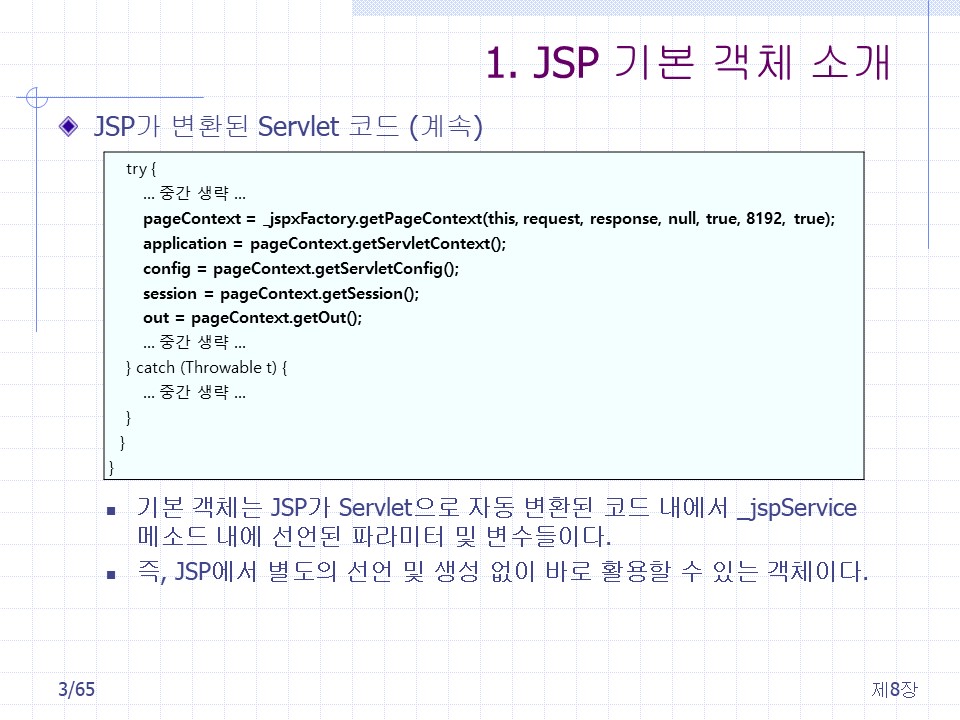 1. JSP 기본 객체 소개
JSP가 변환된 Servlet 코드 (계속)
try {
... 중간 생략 ...
pageContext = _jspxFactory.getPageContext(this, request, response, null, true, 8192, true);
application = pageContext.getServletContext();
config = pageContext.getServletConfig();
session = pageContext.getSession();
out = pageContext.getOut();
... 중간 생략 ...
} catch (Throwable t) {
... 중간 생략 ...
}
}
}
기본 객체는 JSP가 Servlet으로 자동 변환된 코드 내에서 _jspService
메소드 내에 선언된 파라미터 및 변수들이다.
즉, JSP에서 별도의 선언 및 생성 없이 바로 활용할 수 있는 객체이다.
3/65
제8장